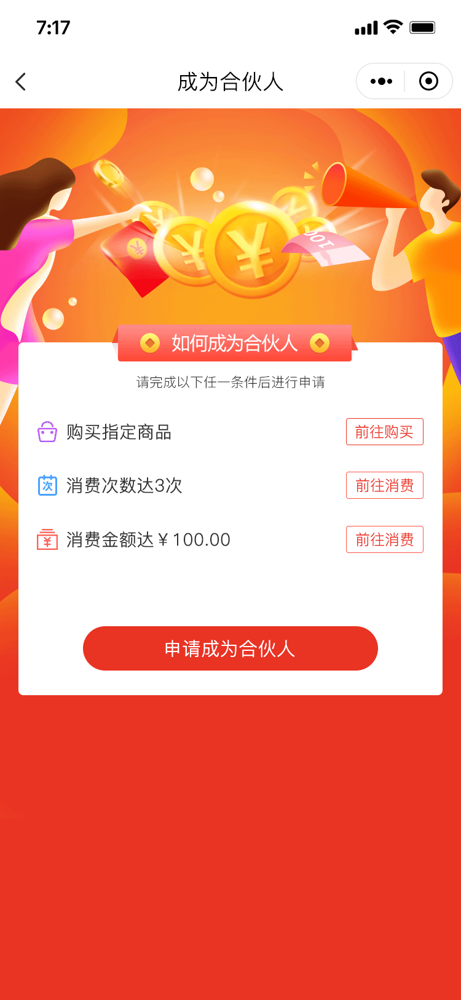 7:17
成为合伙人
100
如何成为合伙人
请完成以下任一条件后进行申请
购买指定商品
前往购买
次
消费次数达3次
前往消费
¥
消费金额达¥100.00
前往消费
申请成为合伙人